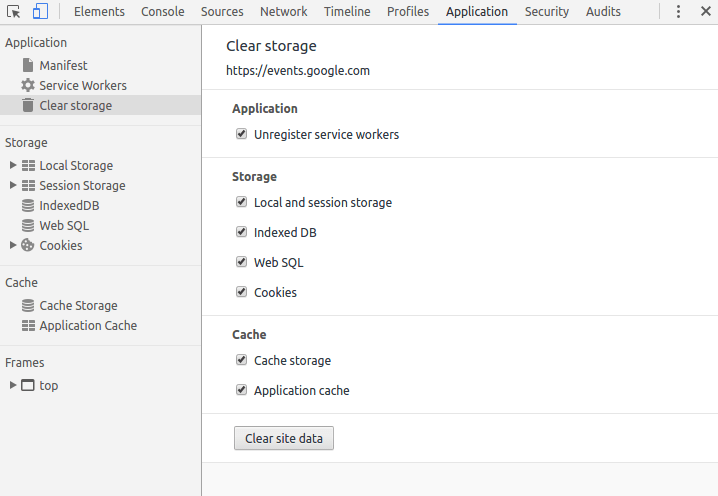 Elements Console Sources Network Timeline Profiles Application Security Audits
Application
Manifest
Service Workers
Clear storage
Storage
Local Storage
Session Storage
IndexedDB
Web SQL
Cookies
Cache
Cache Storage
Application Cache
Frames
top
Clear storage
https://events.google.com
Application
Unregister service workers
Storage
Local and session storage
Indexed DB
Web SQL
Cookies
Cache
Cache storage
Application cache
Clear site data